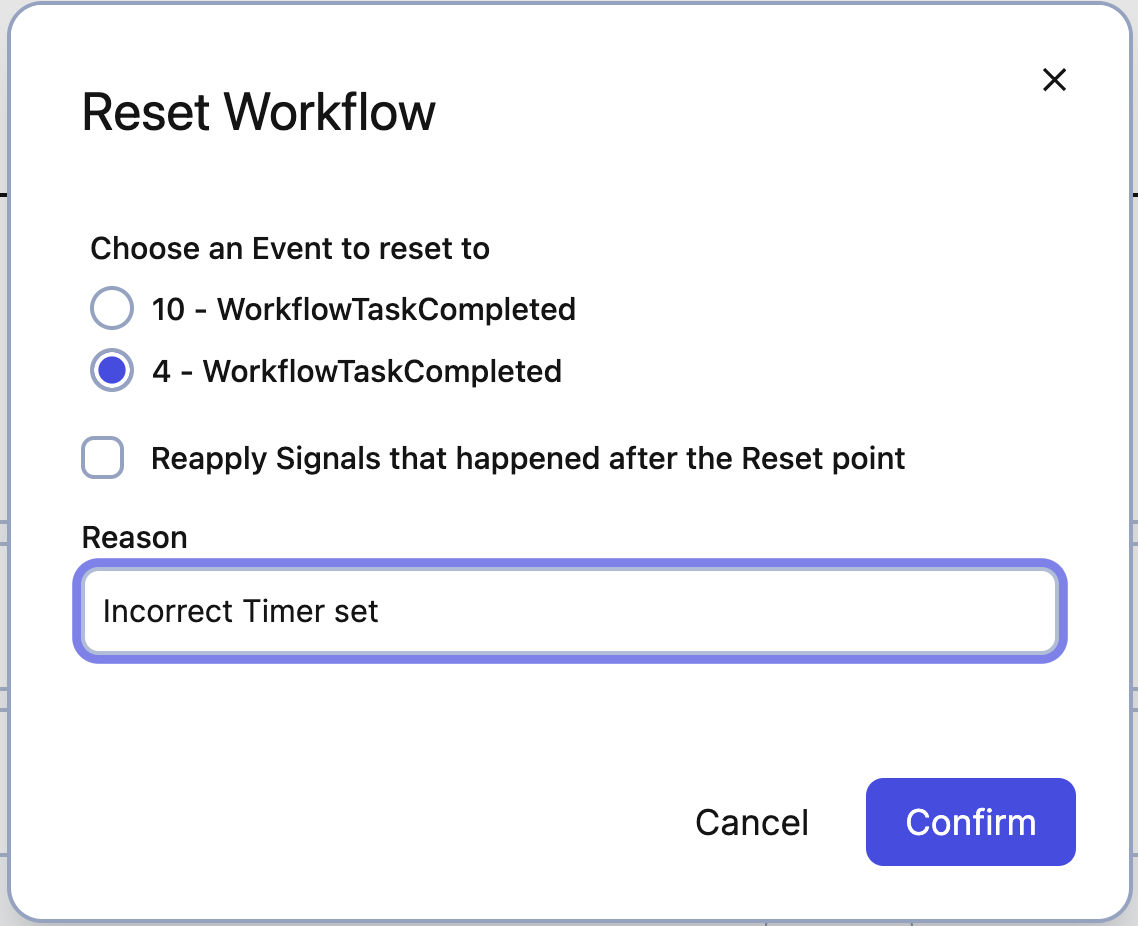 Reset Workflow
Choose an Event to reset to
10 - WorkflowTaskCompleted
4 - WorkflowTaskCompleted
Reapply Signals that happened after the Reset point
Reason
Incorrect Timer set
Cancel
Confirm